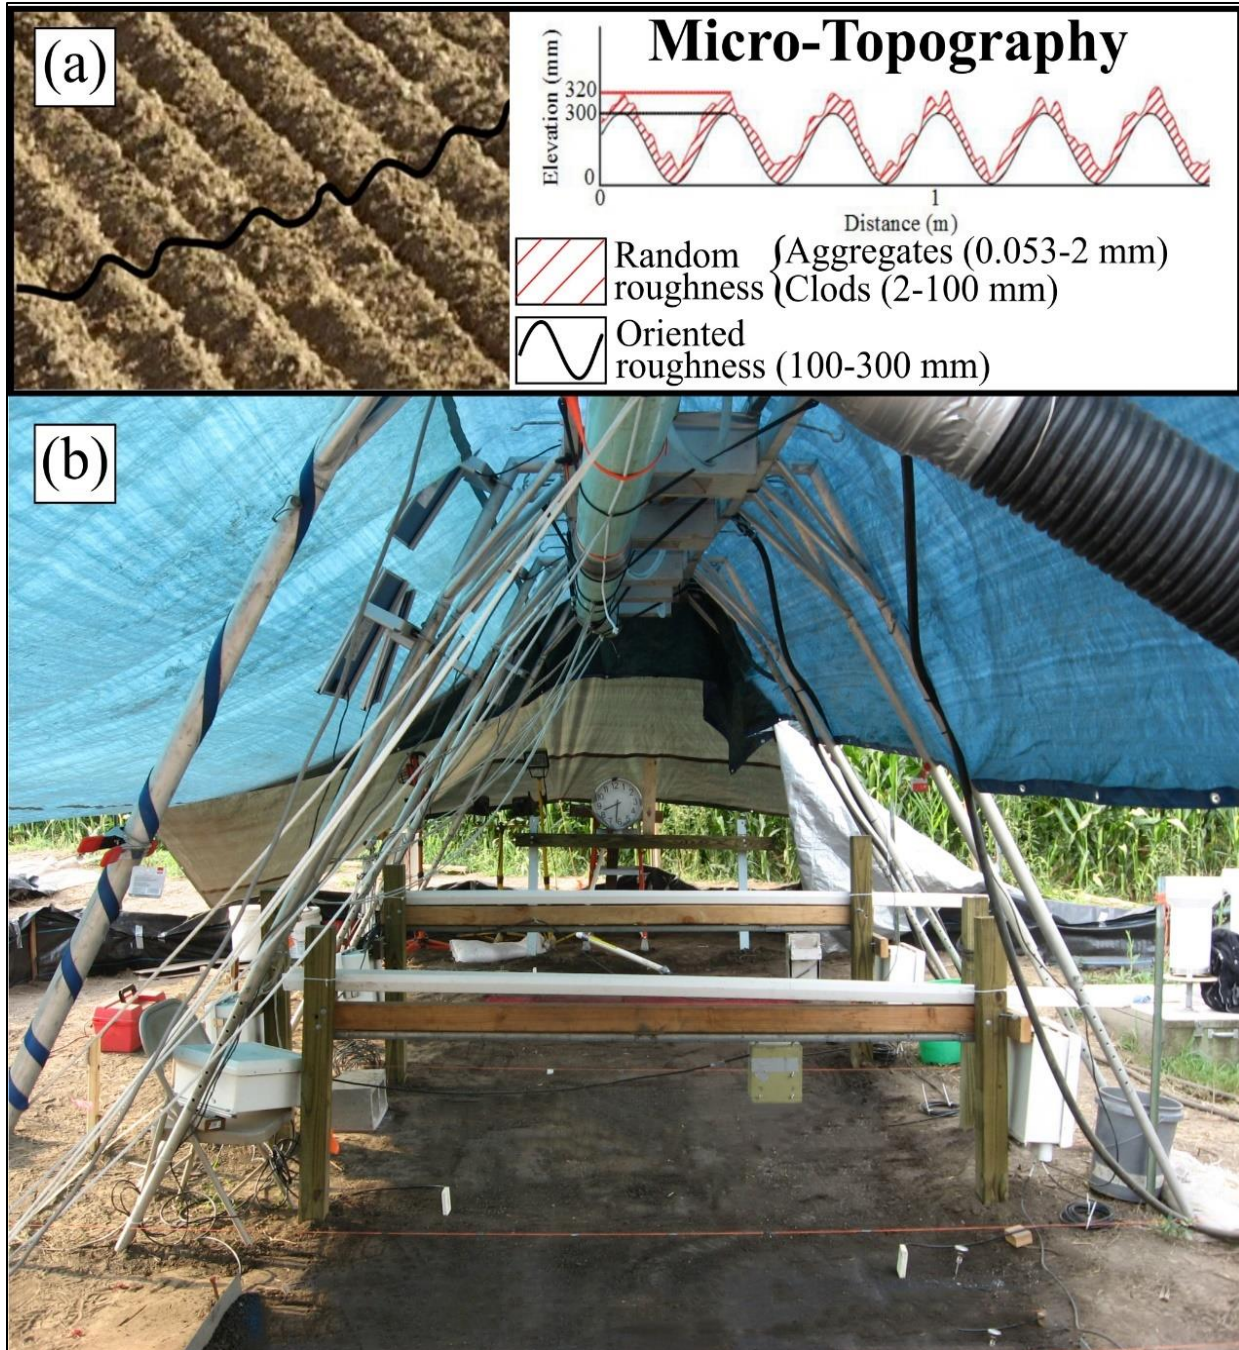 (a)
Micro-Topography
Elevation (mm)
320
300
0
0
1
Distance (m)
Random roughness
Aggregates (0.053-2 mm)
Clods (2-100 mm)
Oriented roughness (100-300 mm)
(b)